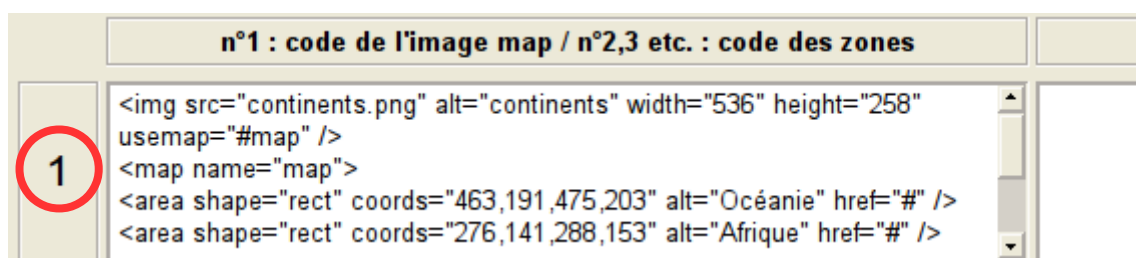 n°1 : code de l'image map / n°2,3 etc. : code des zones
1
<img src="continents.png" alt="continents" width="536" height="258"
usemap="#map" />
<map name="map">
<area shape="rect" coords="463,191,475,203" alt="Océanie" href="#" />
<area shape="rect" coords="276,141,288,153" alt="Afrique" href="#" />